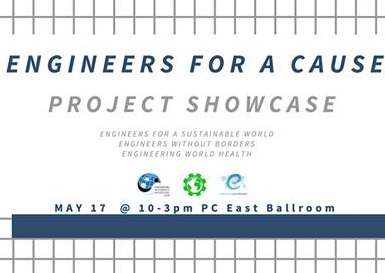 ENGINEERS FOR A CAUSE
PROJECT SHOWCASE
ENGINEERS FOR A SUSTAINABLE WORLD
ENGINEERS WITHOUT BORDERS
ENGINEERING WORLD HEALTH
MAY 17 @ 10-3pm PC East Ballroom